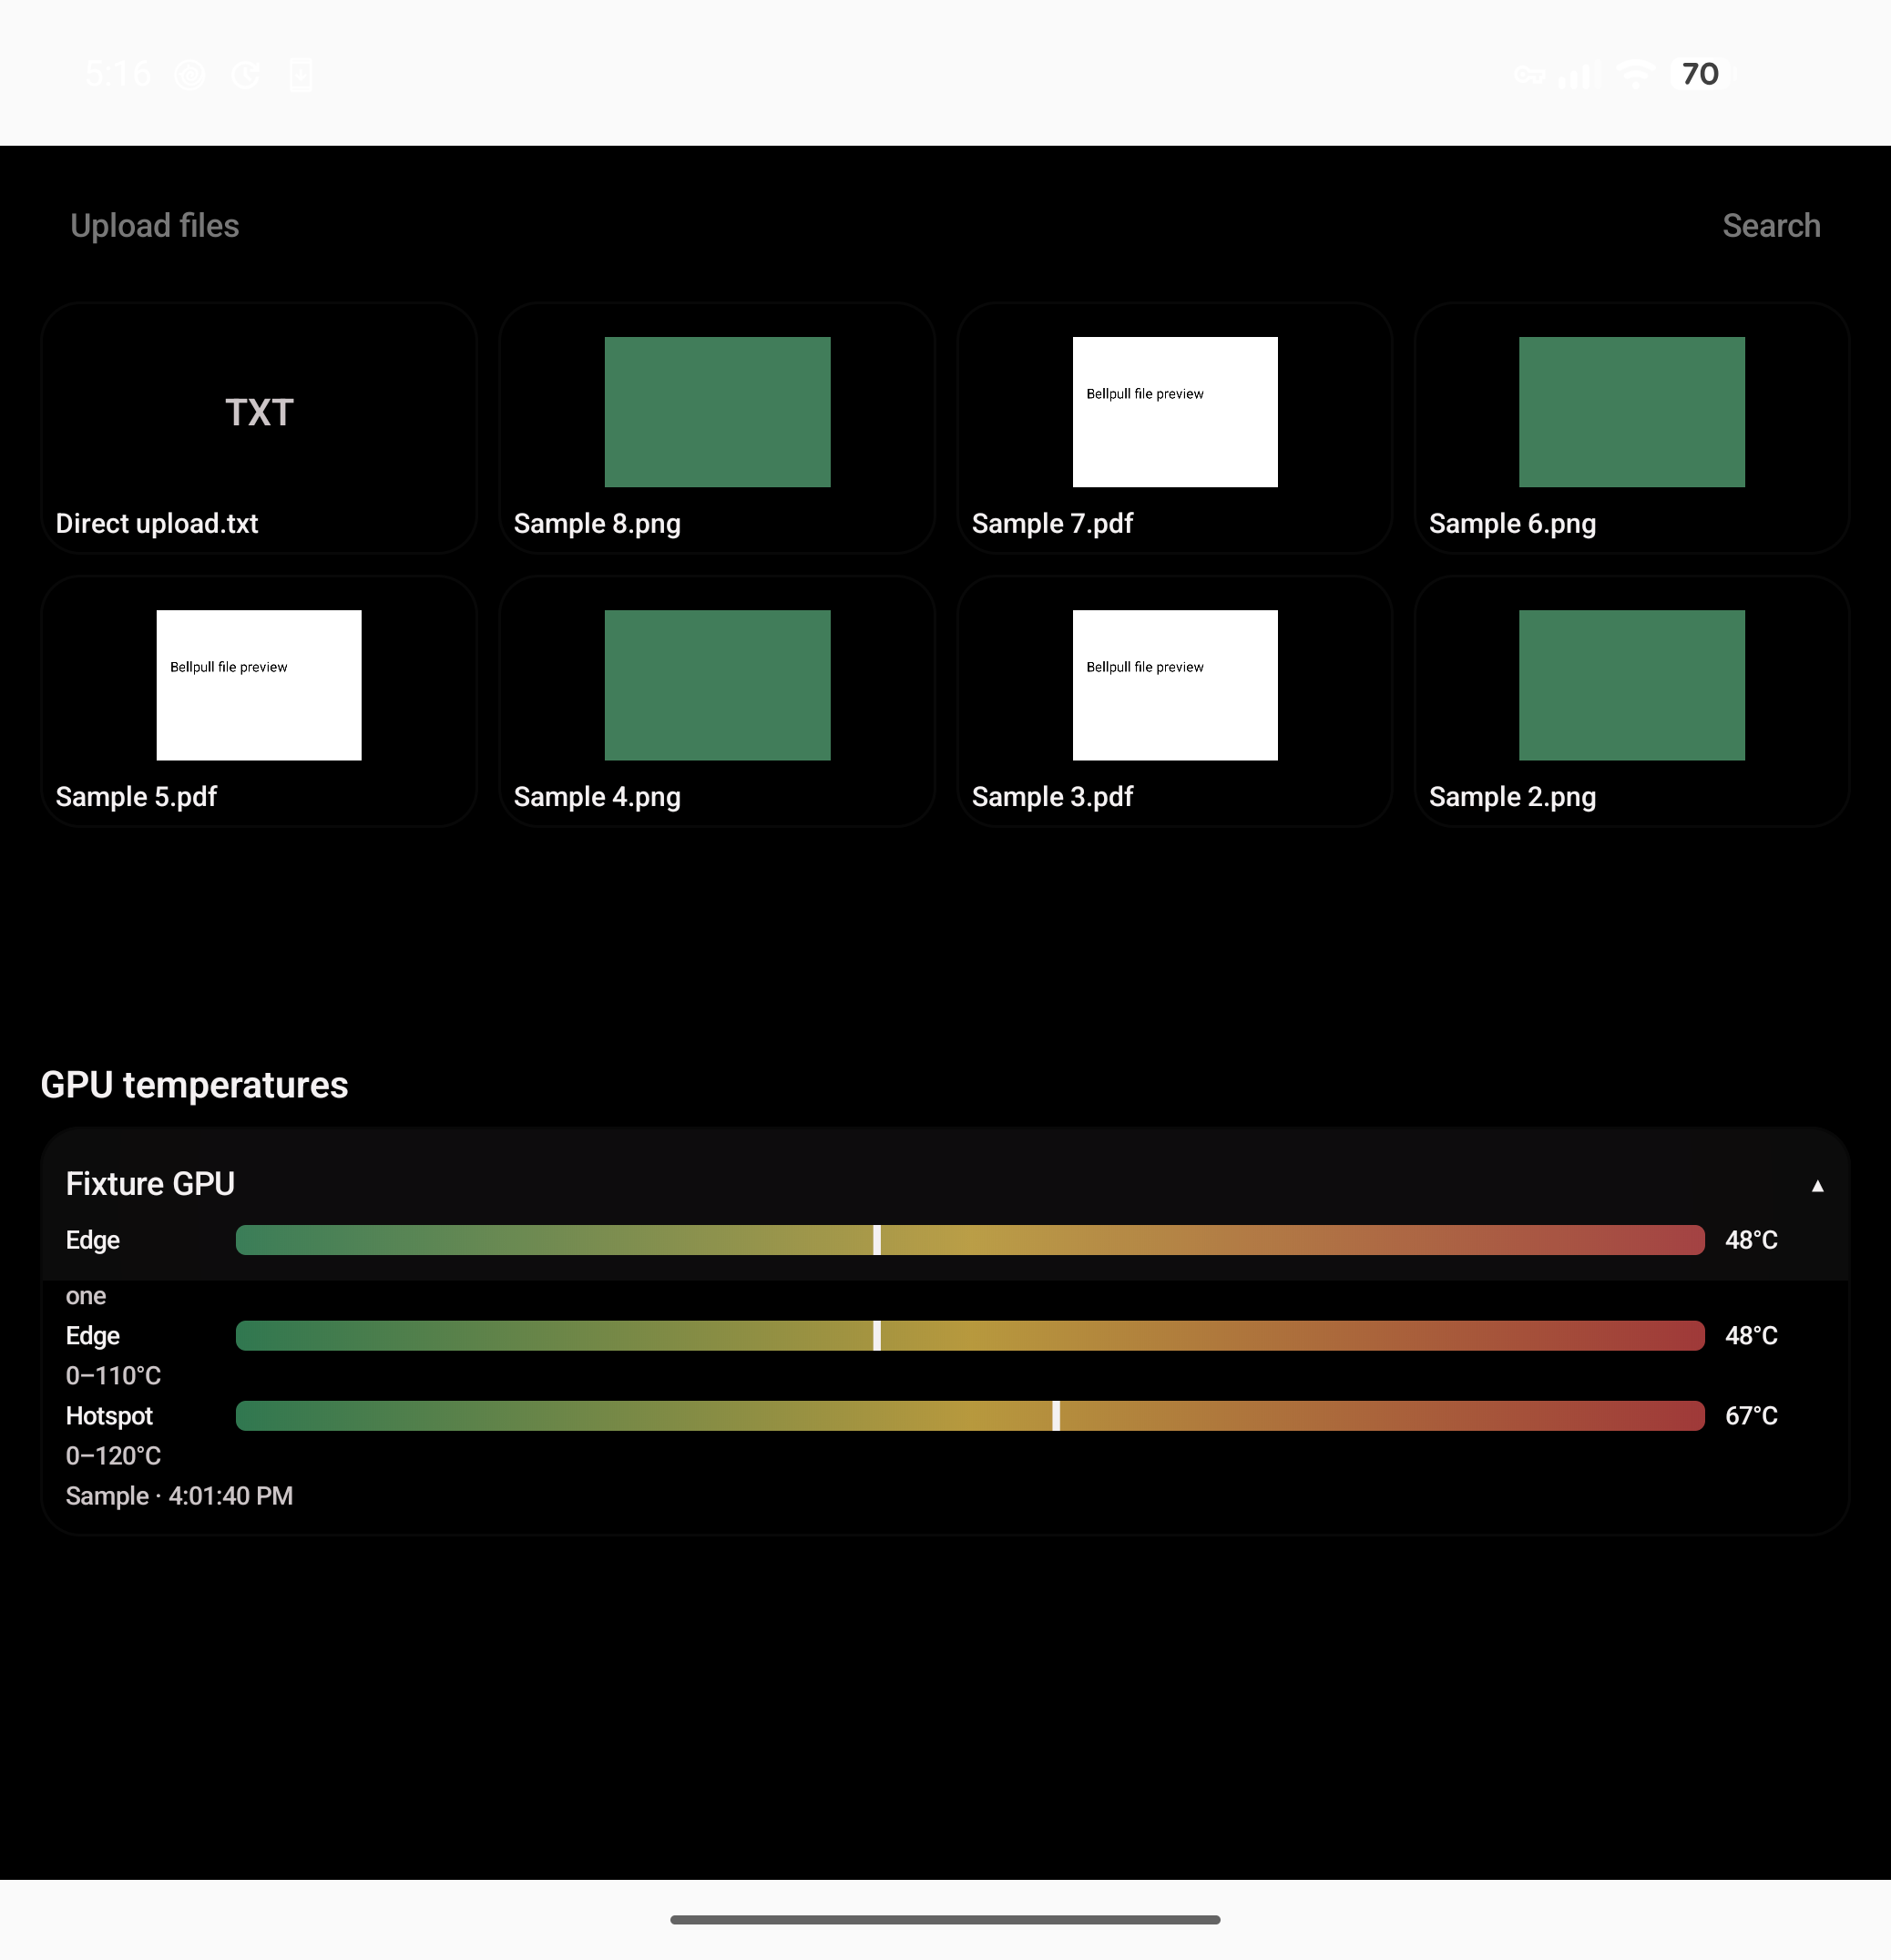 5:16 70
Upload files Search
TXT
Direct upload.txt
Sample 8.png
Bellpull file preview
Sample 7.pdf
Sample 6.png
Bellpull file preview
Sample 5.pdf
Sample 4.png
Bellpull file preview
Sample 3.pdf
Sample 2.png
GPU temperatures
Fixture GPU
Edge 48°C
one
Edge 48°C
0–110°C
Hotspot 67°C
0–120°C
Sample · 4:01:40 PM